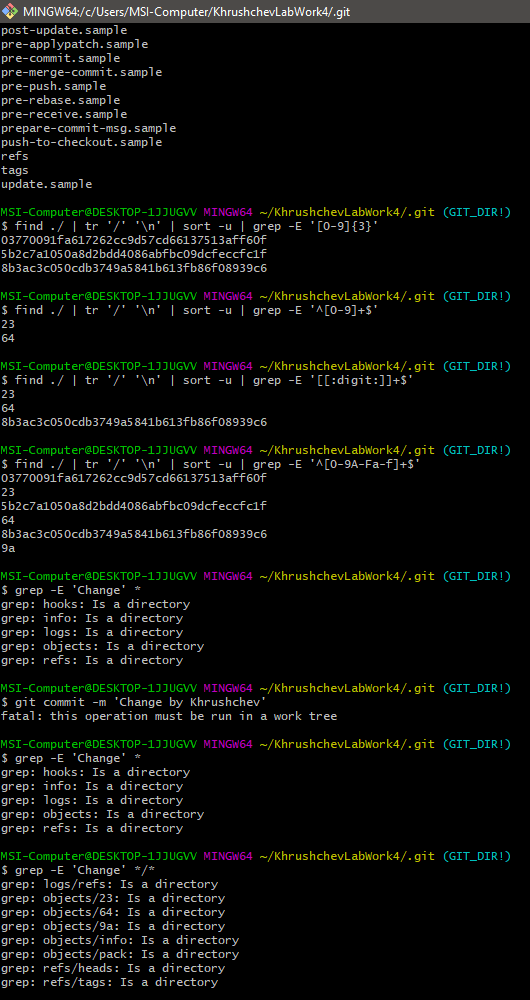 MINGW64:/c/Users/MSI-Computer/KhrushchevLabWork4/.git
post-update.sample
pre-applypatch.sample
pre-commit.sample
pre-merge-commit.sample
pre-push.sample
pre-rebase.sample
pre-receive.sample
prepare-commit-msg.sample
push-to-checkout.sample
refs
tags
update.sample
MSI-Computer@DESKTOP-1JJUGVV MINGW64 ~/KhrushchevLabWork4/.git (GIT_DIR!)
$ find ./ | tr '/' '\n' | sort -u | grep -E '[0-9]{3}'
03770091fa617262cc9d57cd66137513aff60f
5b2c7a1050a8d2bdd4086abfbc09dcfeccfc1f
8b3ac3c050cdb3749a5841b613fb86f08939c6
MSI-Computer@DESKTOP-1JJUGVV MINGW64 ~/KhrushchevLabWork4/.git (GIT_DIR!)
$ find ./ | tr '/' '\n' | sort -u | grep -E '^[0-9]+$'
23
64
MSI-Computer@DESKTOP-1JJUGVV MINGW64 ~/KhrushchevLabWork4/.git (GIT_DIR!)
$ find ./ | tr '/' '\n' | sort -u | grep -E '[[:digit:]]+$'
23
64
8b3ac3c050cdb3749a5841b613fb86f08939c6
MSI-Computer@DESKTOP-1JJUGVV MINGW64 ~/KhrushchevLabWork4/.git (GIT_DIR!)
$ find ./ | tr '/' '\n' | sort -u | grep -E '^[0-9A-Fa-f]+$'
03770091fa617262cc9d57cd66137513aff60f
23
5b2c7a1050a8d2bdd4086abfbc09dcfeccfc1f
64
8b3ac3c050cdb3749a5841b613fb86f08939c6
9a
MSI-Computer@DESKTOP-1JJUGVV MINGW64 ~/KhrushchevLabWork4/.git (GIT_DIR!)
$ grep -E 'Change' *
grep: hooks: Is a directory
grep: info: Is a directory
grep: logs: Is a directory
grep: objects: Is a directory
grep: refs: Is a directory
MSI-Computer@DESKTOP-1JJUGVV MINGW64 ~/KhrushchevLabWork4/.git (GIT_DIR!)
$ git commit -m 'Change by Khrushchev'
fatal: this operation must be run in a work tree
MSI-Computer@DESKTOP-1JJUGVV MINGW64 ~/KhrushchevLabWork4/.git (GIT_DIR!)
$ grep -E 'Change' *
grep: hooks: Is a directory
grep: info: Is a directory
grep: logs: Is a directory
grep: objects: Is a directory
grep: refs: Is a directory
MSI-Computer@DESKTOP-1JJUGVV MINGW64 ~/KhrushchevLabWork4/.git (GIT_DIR!)
$ grep -E 'Change' */*
grep: logs/refs: Is a directory
grep: objects/23: Is a directory
grep: objects/64: Is a directory
grep: objects/9a: Is a directory
grep: objects/info: Is a directory
grep: objects/pack: Is a directory
grep: refs/heads: Is a directory
grep: refs/tags: Is a directory